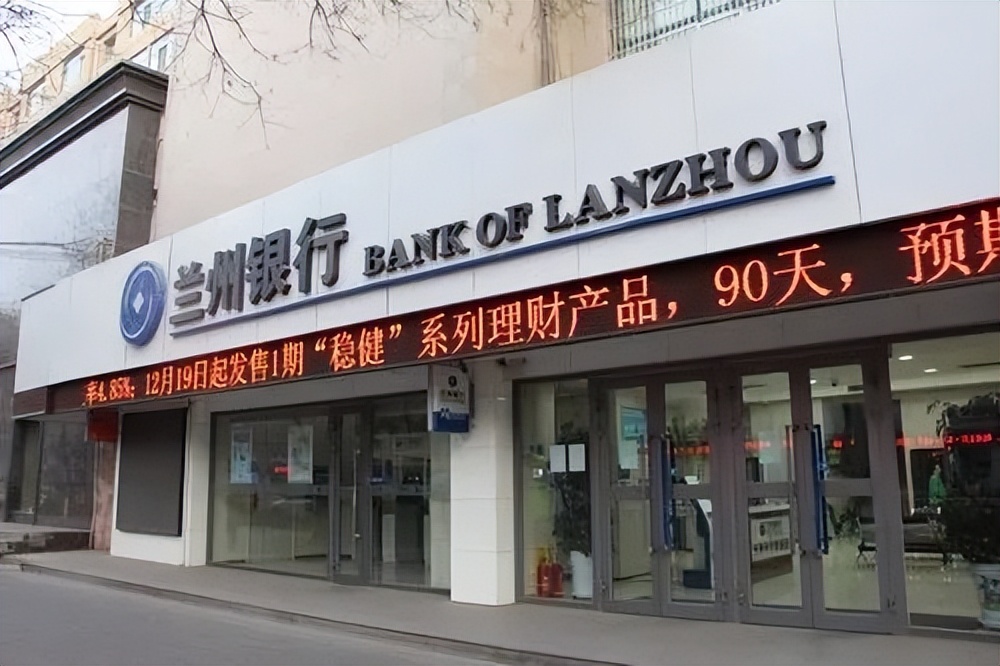 兰州银行 BANK OF LANZHOU
率4.85%；12月19日起发售1期“稳健”系列理财产品，90天，预期